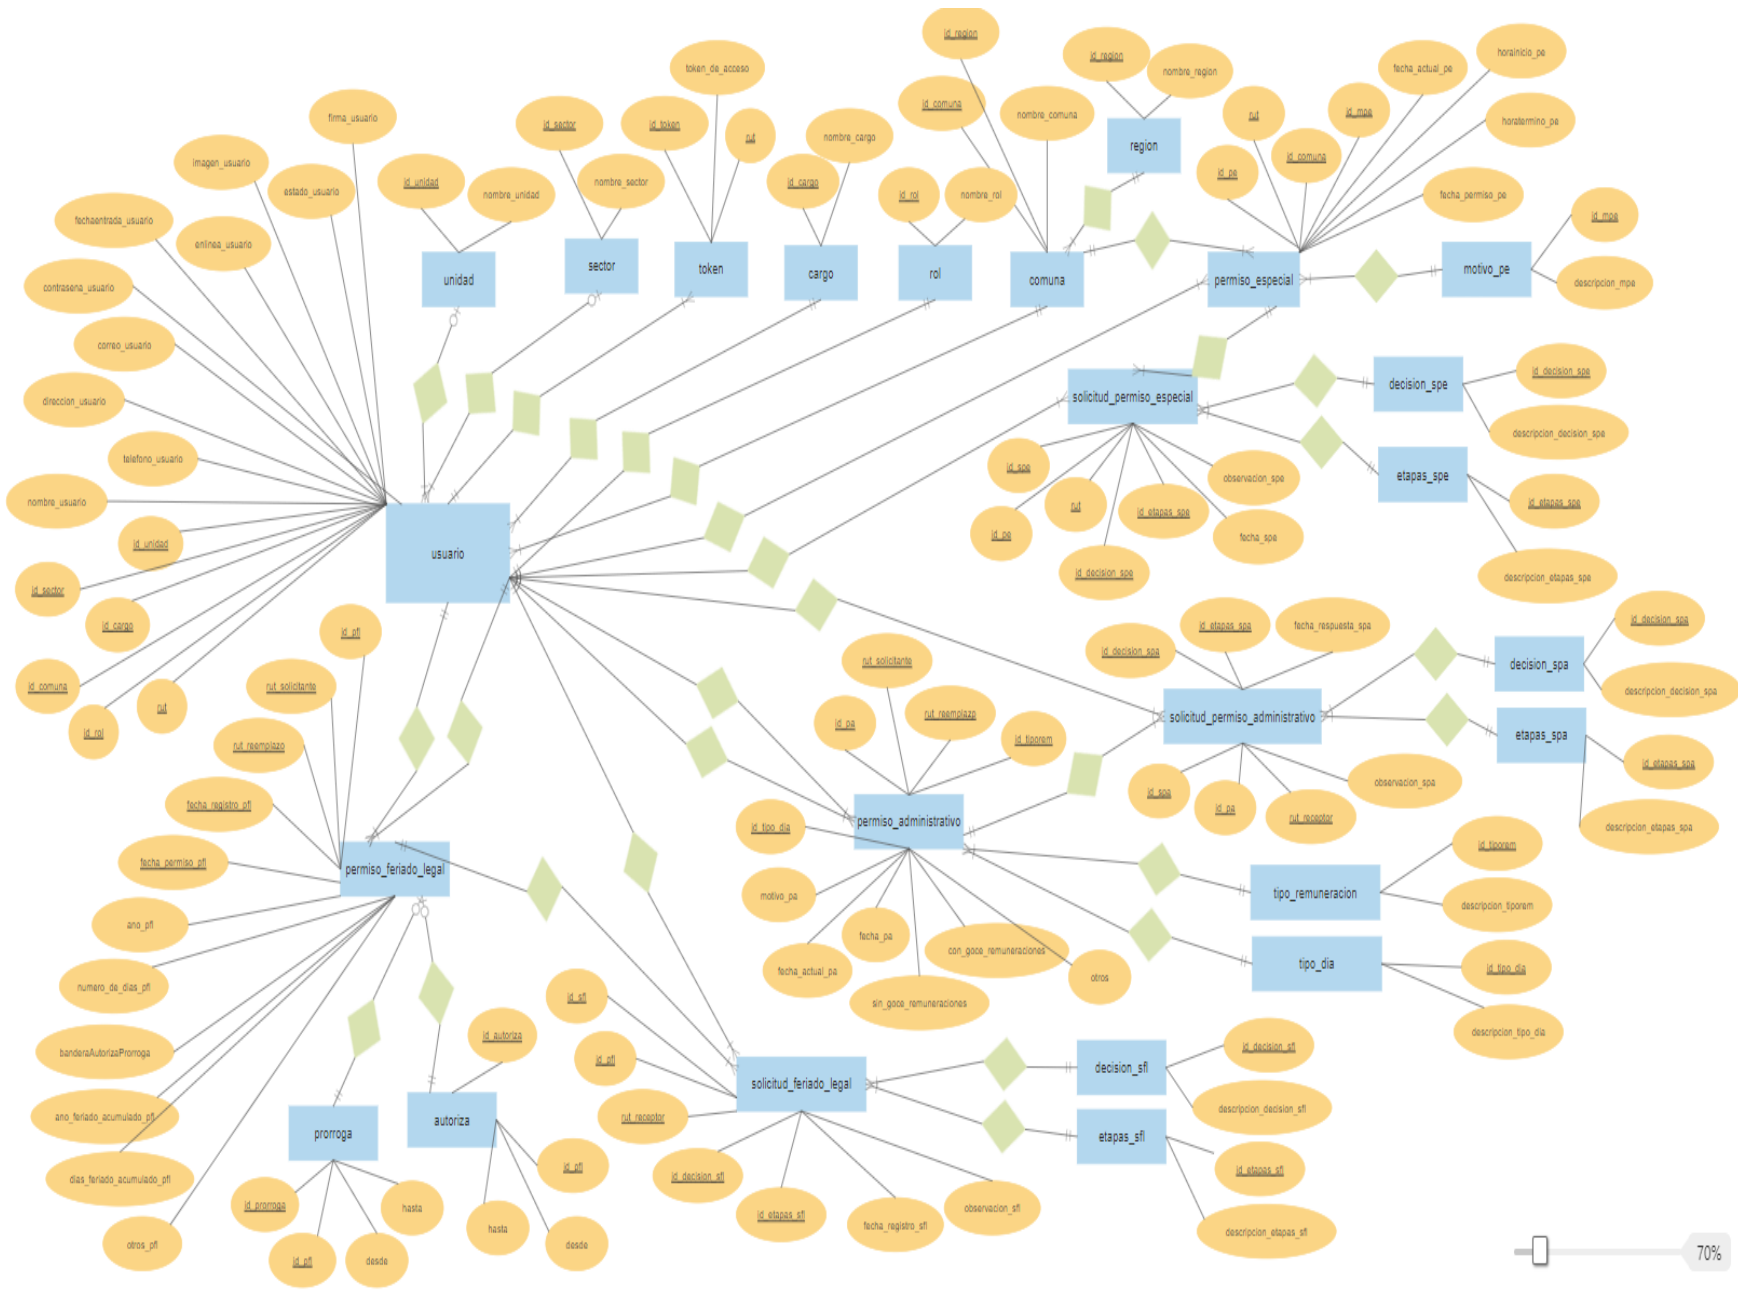 id_region
id_region
nombre_region
horainicio_pe
fecha_actual_pe
token_de_acceso
id_comuna
nombre_comuna
rut
id_mpe
horatermino_pe
firma_usuario
id_sector
id_token
rut
nombre_cargo
region
id_comuna
id_pe
imagen_usuario
estado_usuario
id_unidad
nombre_unidad
nombre_sector
id_cargo
id_rol
nombre_rol
fecha_permiso_pe
id_mpe
fechaentrada_usuario
enlinea_usuario
unidad
sector
token
cargo
rol
comuna
permiso_especial
motivo_pe
descripcion_mpe
contrasena_usuario
correo_usuario
direccion_usuario
telefono_usuario
nombre_usuario
id_unidad
usuario
solicitud_permiso_especial
decision_spe
id_decision_spe
descripcion_decision_spe
etapas_spe
id_etapas_spe
descripcion_etapas_spe
id_spe
rut
id_pe
id_etapas_spe
observacion_spe
fecha_spe
id_decision_spe
id_sector
id_cargo
id_comuna
id_rol
rut
id_pfl
rut_solicitante
rut_reemplazo
fecha_registro_pfl
fecha_permiso_pfl
ano_pfl
numero_de_dias_pfl
banderaAutorizaProrroga
ano_feriado_acumulado_pfl
dias_feriado_acumulado_pfl
otros_pfl
permiso_feriado_legal
rut_solicitante
id_pa
rut_reemplazo
id_tiporem
id_decision_spa
id_etapas_spa
fecha_respuesta_spa
solicitud_permiso_administrativo
decision_spa
id_decision_spa
descripcion_decision_spa
etapas_spa
id_etapas_spa
descripcion_etapas_spa
id_spa
id_pa
rut_receptor
observacion_spa
id_tipo_dia
permiso_administrativo
motivo_pa
fecha_pa
fecha_actual_pa
con_goce_remuneraciones
sin_goce_remuneraciones
otros
tipo_remuneracion
id_tiporem
descripcion_tiporem
tipo_dia
id_tipo_dia
descripcion_tipo_dia
prorroga
id_prorroga
id_pfl
desde
hasta
autoriza
id_autoriza
id_pfl
hasta
desde
id_sfl
id_pfl
rut_receptor
solicitud_feriado_legal
id_decision_sfl
id_etapas_sfl
fecha_registro_sfl
observacion_sfl
decision_sfl
id_decision_sfl
descripcion_decision_sfl
etapas_sfl
id_etapas_sfl
descripcion_etapas_sfl
70%